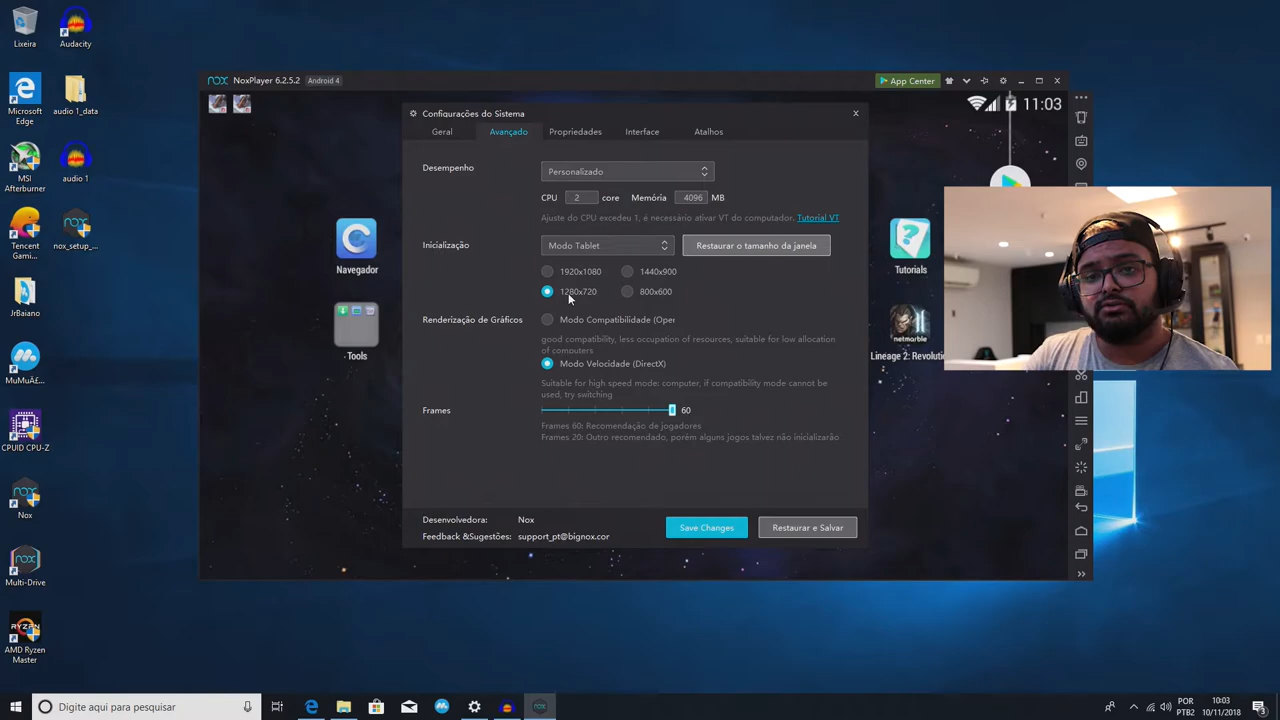 Lixeira
Audacity
Microsoft
Edge
audio 1_data
MSI
Afterburner
audio 1
Tencent
Gami...
nox_setup_...
JrBaiano
CPUID CPU-Z
Nox
Multi-Drive
AMD Ryzen
Master
nox
NoxPlayer 6.2.5.2
Android 4
App Center
11:03
Configurações do Sistema
Geral
Avançado
Propriedades
Interface
Atalhos
Desempenho
Personalizado
CPU 2 core Memória 4096 MB
Ajuste do CPU excedeu 1, é necessário ativar VT do computador. Tutorial VT
Inicialização
Modo Tablet
Restaurar o tamanho da janela
1920x1080
1440x900
1280x720
800x600
Renderização de Gráficos
Modo Compatibilidade (Oper
good compatibility, less occupation of resources, suitable for low allocation
of computers
Modo Velocidade (DirectX)
Suitable for high speed mode: computer, if compatibility mode cannot be
used, try switching
Frames
60
Frames 60: Recomendação de jogadores
Frames 20: Outro recomendado, porém alguns jogos talvez não inicializarão
Desenvolvedora: Nox
Feedback &Sugestões: support_pt@bignox.cor
Save Changes
Restaurar e Salvar
Navegador
Tools
Tutorials
netmarble
Lineage 2: Revoluti
Digite aqui para pesquisar
POR
PTB2
10:03
10/11/2018